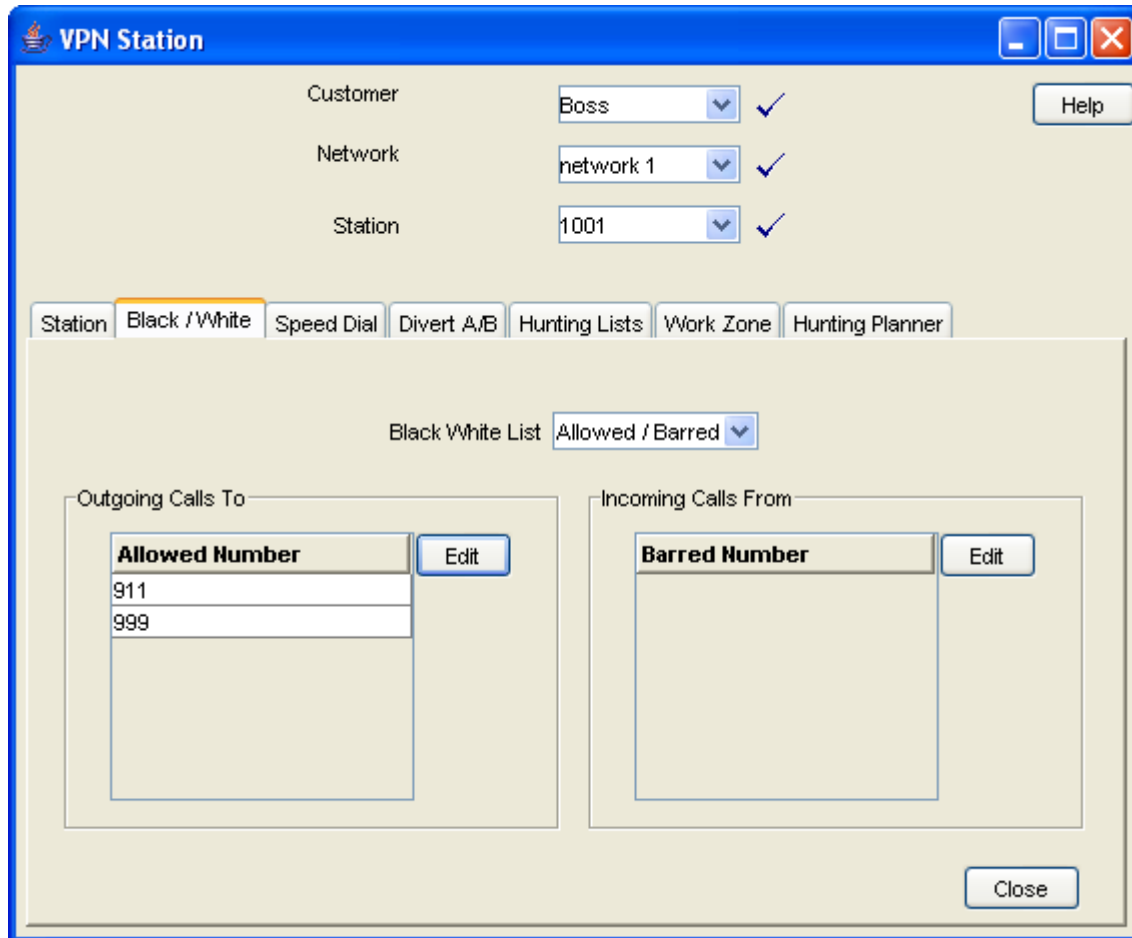 VPN Station
Customer Boss Help
Network network 1
Station 1001
Station Black / White Speed Dial Divert A/B Hunting Lists Work Zone Hunting Planner
Black White List Allowed / Barred
Outgoing Calls To Incoming Calls From
Allowed Number Edit Barred Number Edit
911
999
Close